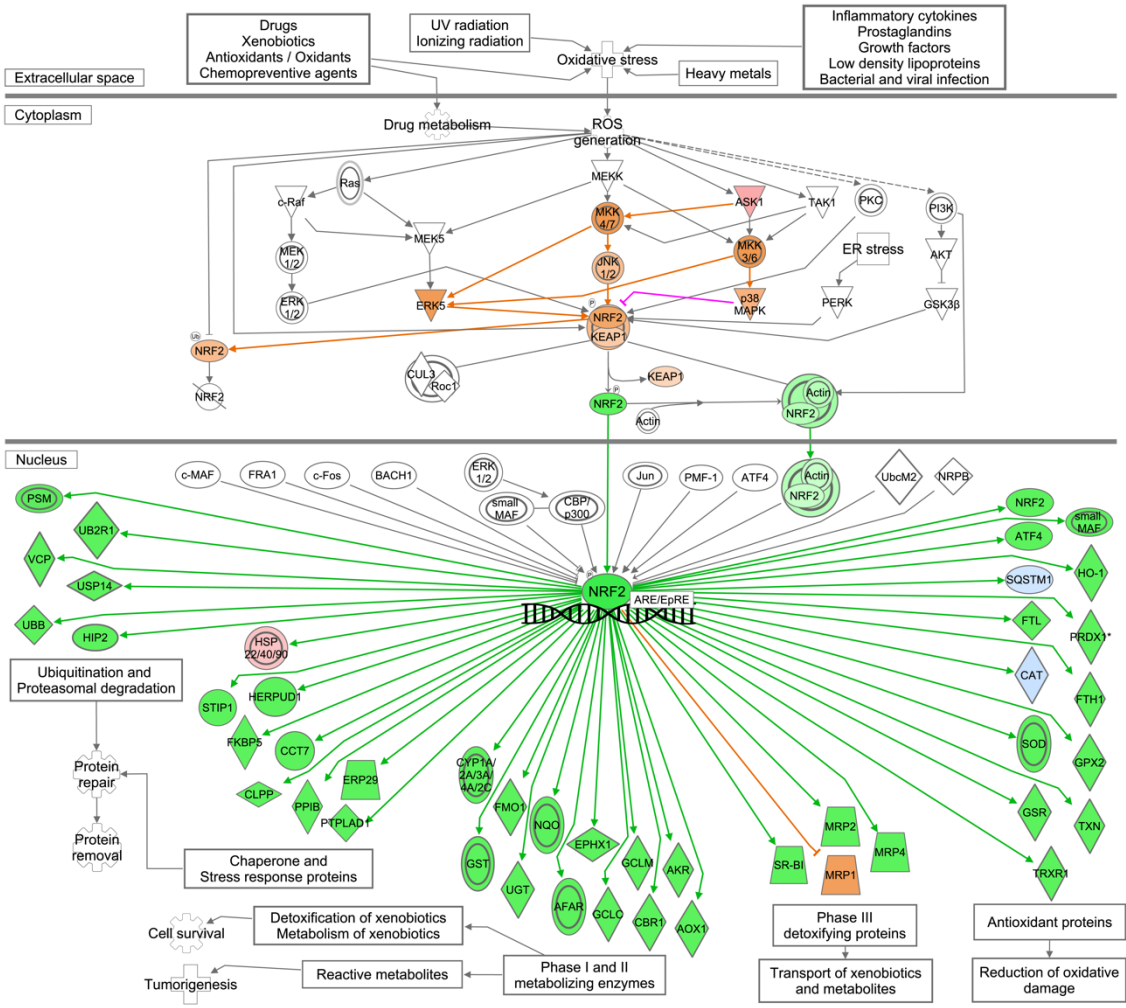 Drugs
Xenobiotics
Antioxidants / Oxidants
Chemopreventive agents
UV radiation
Ionizing radiation
Oxidative stress
Heavy metals
Inflammatory cytokines
Prostaglandins
Growth factors
Low density lipoproteins
Bacterial and viral infection
Extracellular space
Cytoplasm
Drug metabolism
ROS
generation
Ras
c-Raf
MEKK
ASK1
TAK1
PKC
PI3K
MEK5
MKK
4/7
MKK
3/6
ER stress
AKT
MEK
1/2
JNK
1/2
ERK
1/2
ERK5
p38
MAPK
PERK
GSK3β
P
NRF2
KEAP1
Ub
NRF2
NRF2
CUL3
Roc1
KEAP1
P
NRF2
Actin
Actin
NRF2
Nucleus
c-MAF
FRA1
c-Fos
BACH1
ERK
1/2
small
MAF
CBP/
p300
Jun
PMF-1
ATF4
Actin
NRF2
UbcM2
NRPB
PSM
UB2R1
VCP
USP14
UBB
HIP2
P
NRF2
ARE/EpRE
NRF2
small
MAF
ATF4
HO-1
SQSTM1
FTL
PRDX1*
CAT
FTH1
SOD
GPX2
GSR
TXN
TRXR1
HSP
22/40/90
STIP1
HERPUD1
FKBP5
CCT7
CLPP
PPIB
ERP29
PTPLAD1
CYP1A/
2A/3A/
4A/2C
FMO1
GST
UGT
NQO
AFAR
EPHX1
GCLC
GCLM
CBR1
AKR
AOX1
SR-BI
MRP2
MRP1
MRP4
Ubiquitination and
Proteasomal degradation
Protein
repair
Protein
removal
Chaperone and
Stress response proteins
Cell survival
Detoxification of xenobiotics
Metabolism of xenobiotics
Tumorigenesis
Reactive metabolites
Phase I and II
metabolizing enzymes
Phase III
detoxifying proteins
Transport of xenobiotics
and metabolites
Antioxidant proteins
Reduction of oxidative
damage